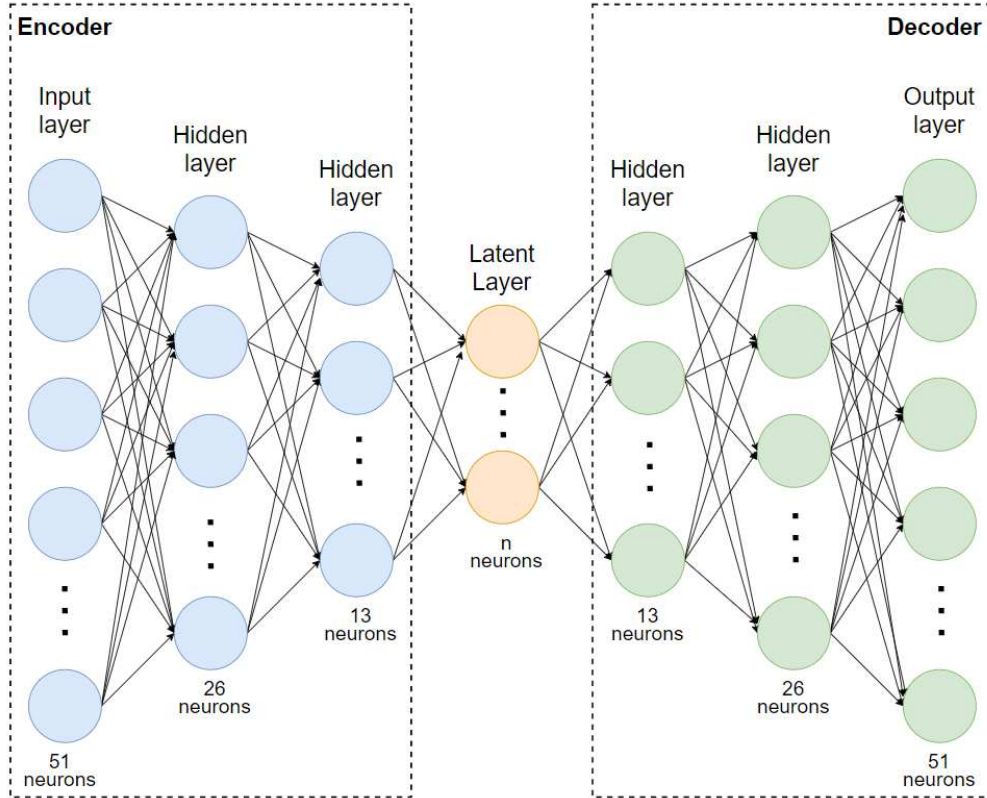 Encoder
Decoder
Input
layer
Hidden
layer
Hidden
layer
Latent
Layer
Hidden
layer
Hidden
layer
Output
layer
51
neurons
26
neurons
13
neurons
n
neurons
13
neurons
26
neurons
51
neurons